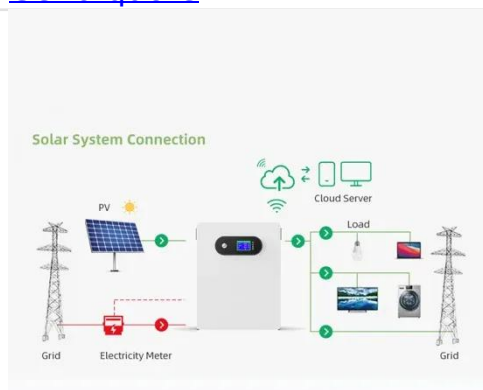 Solar System Connection
Cloud Server
PV
Load
Grid
Electricity Meter
Grid